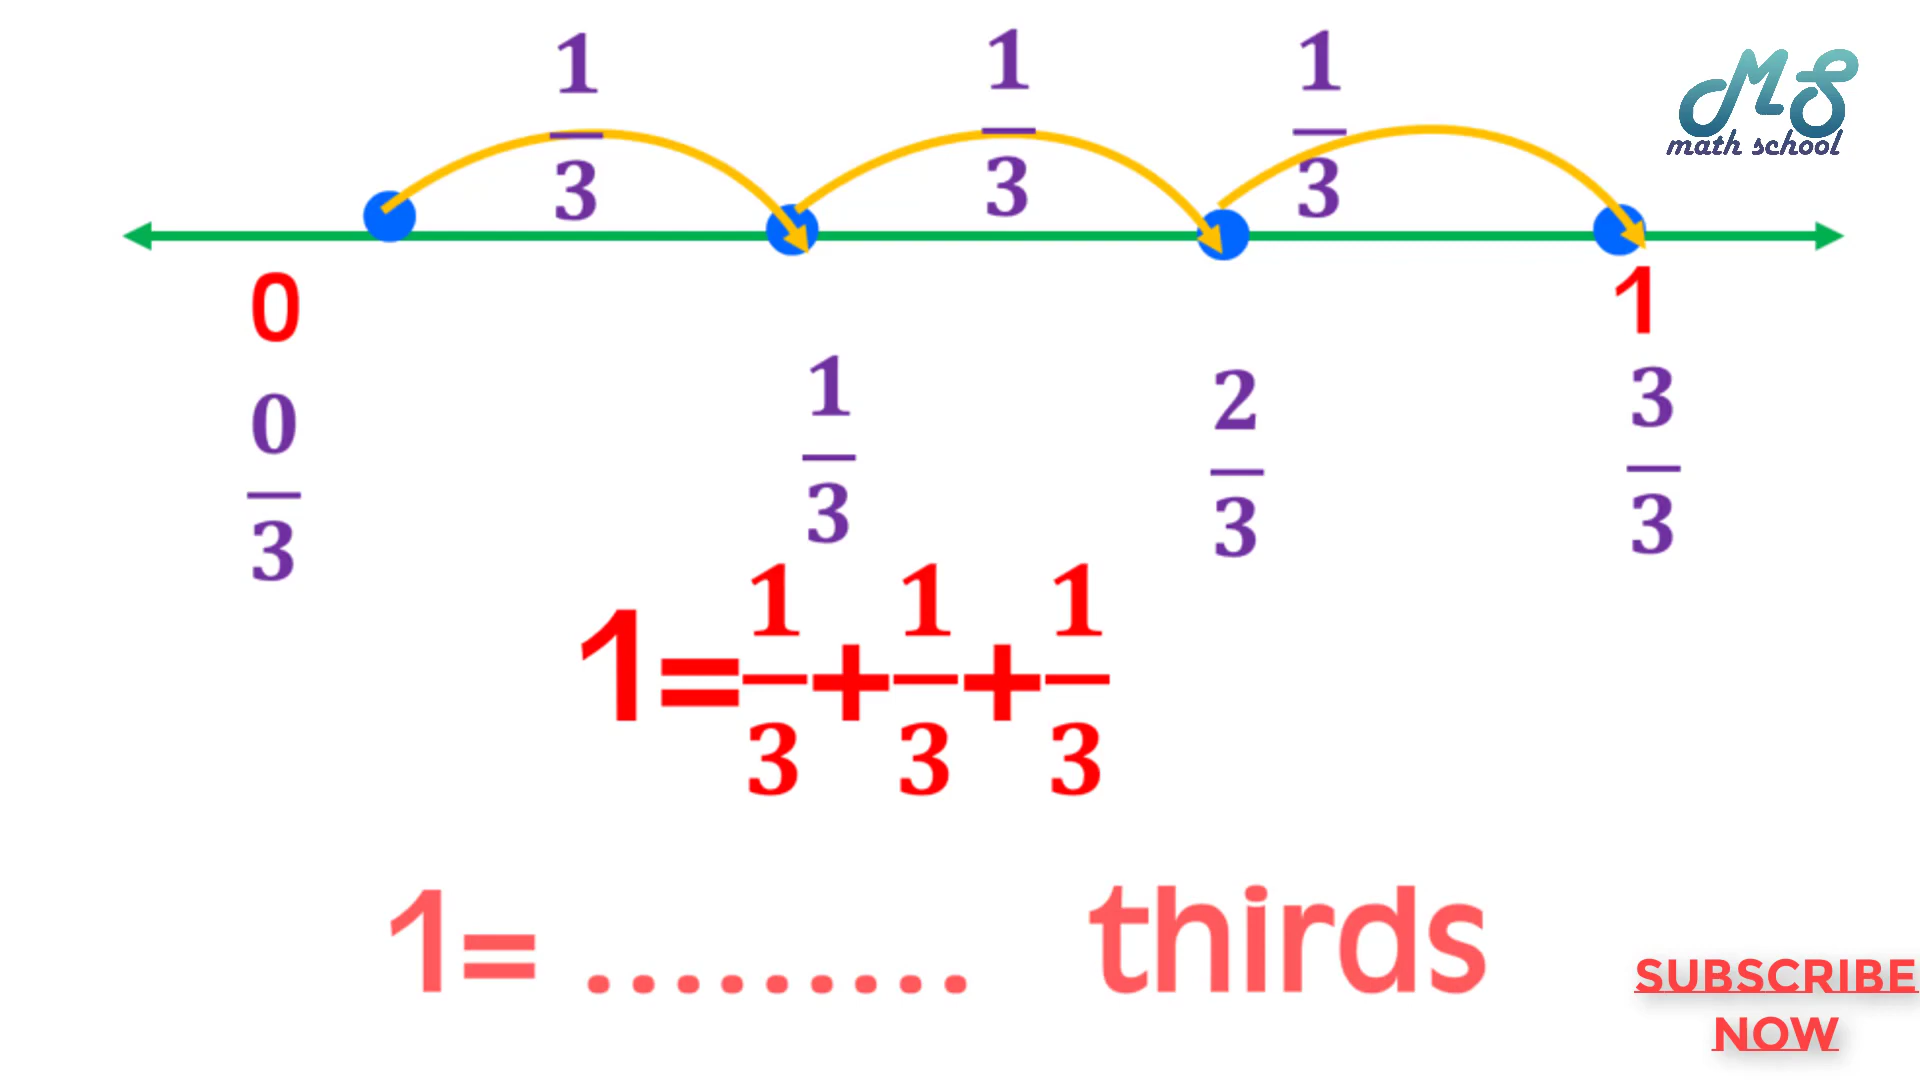 1/3 1/3 1/3
MS
math school
0 1
0/3 1/3 2/3 3/3
1=1/3+1/3+1/3
1= ......... thirds
SUBSCRIBE
NOW